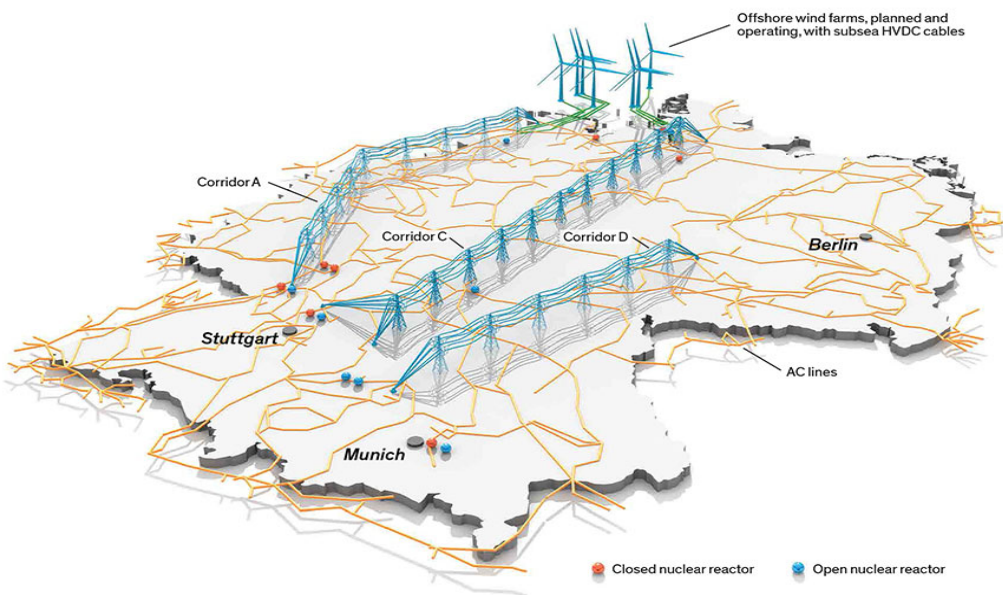 Offshore wind farms, planned and
operating, with subsea HVDC cables
Corridor A
Corridor C
Corridor D
Berlin
Stuttgart
AC lines
Munich
Closed nuclear reactor
Open nuclear reactor